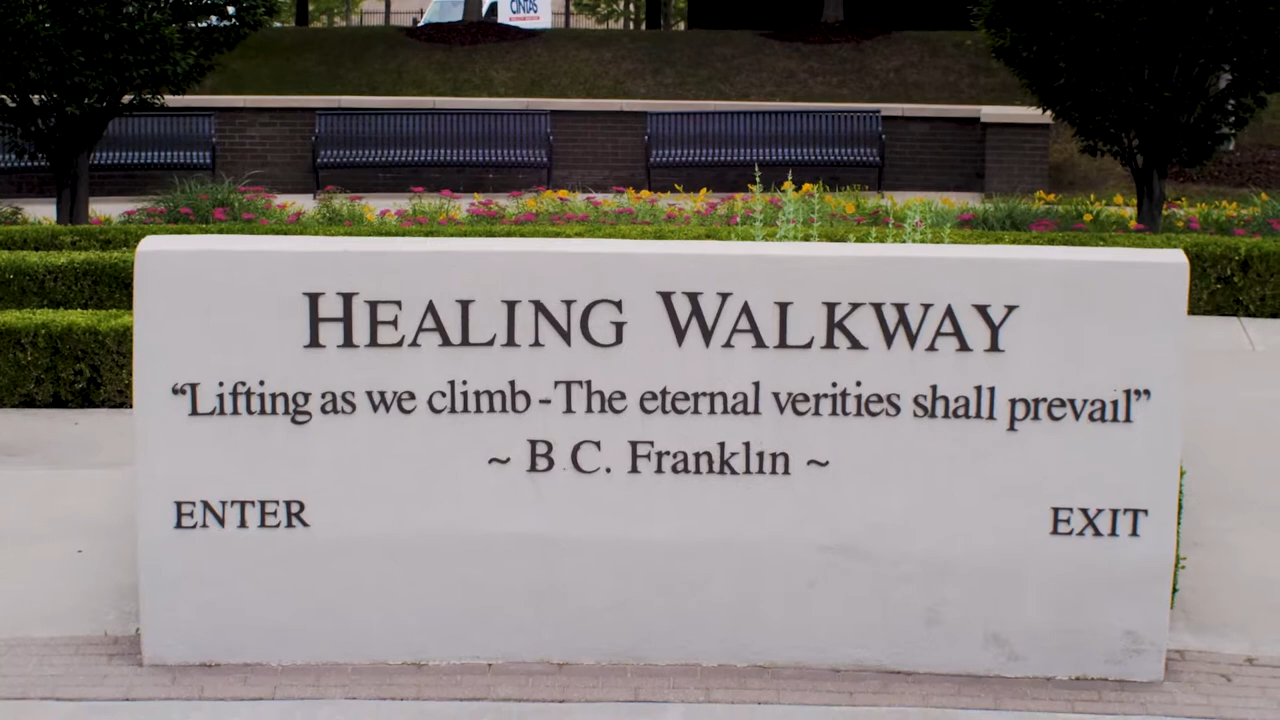 CINTAS
HEALING WALKWAY
“Lifting as we climb - The eternal verities shall prevail”
~ B.C. Franklin ~
ENTER EXIT